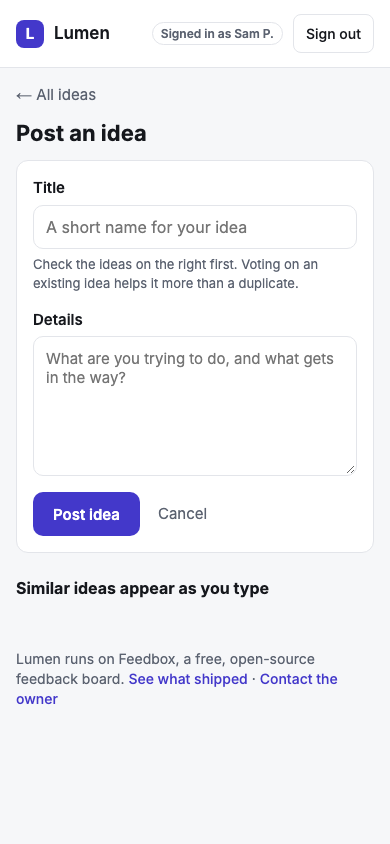 L Lumen Signed in as Sam P. Sign out
← All ideas
Post an idea
Title
A short name for your idea
Check the ideas on the right first. Voting on an
existing idea helps it more than a duplicate.
Details
What are you trying to do, and what gets
in the way?
Post idea Cancel
Similar ideas appear as you type
Lumen runs on Feedbox, a free, open-source
feedback board. See what shipped · Contact the
owner